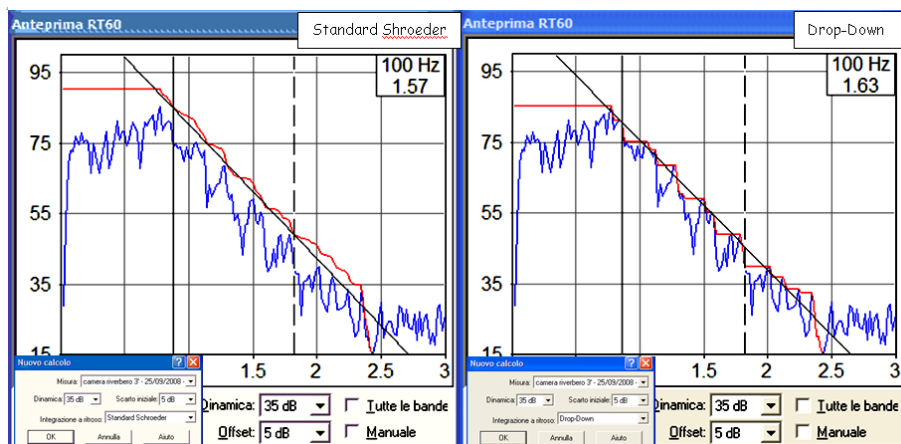 Anteprima RT60
Standard Shroeder
95
75
55
35
15
100 Hz
1.57
1.5
2
2.5
3
Nuovo calcolo
Misura: camera riverbero 3' - 25/09/2008 -
Dinamica: 35 dB
Scarto iniziale: 5 dB
Integrazione a ritroso: Standard Schroeder
OK
Annulla
Aiuto
Dinamica: 35 dB
Tutte le bande
Offset: 5 dB
Manuale
Anteprima RT60
Drop-Down
95
75
55
35
15
100 Hz
1.63
1.5
2
2.5
3
Nuovo calcolo
Misura: camera riverbero 3' - 25/09/2008 -
Dinamica: 35 dB
Scarto iniziale: 5 dB
Integrazione a ritroso: Drop-Down
OK
Annulla
Aiuto
Dinamica: 35 dB
Tutte le bande
Offset: 5 dB
Manuale